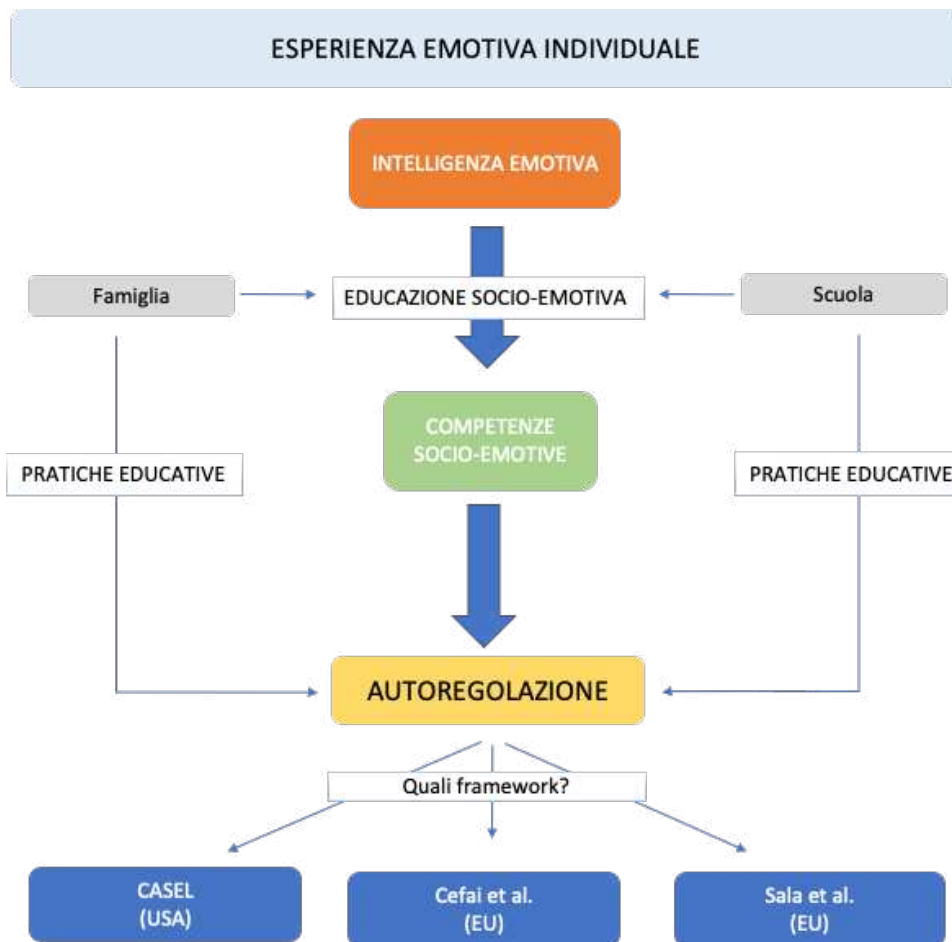 ESPERIENZA EMOTIVA INDIVIDUALE
INTELLIGENZA EMOTIVA
Famiglia
EDUCAZIONE SOCIO-EMOTIVA
Scuola
COMPETENZE
SOCIO-EMOTIVE
PRATICHE EDUCATIVE
PRATICHE EDUCATIVE
AUTOREGOLAZIONE
Quali framework?
CASEL
(USA)
Cefai et al.
(EU)
Sala et al.
(EU)